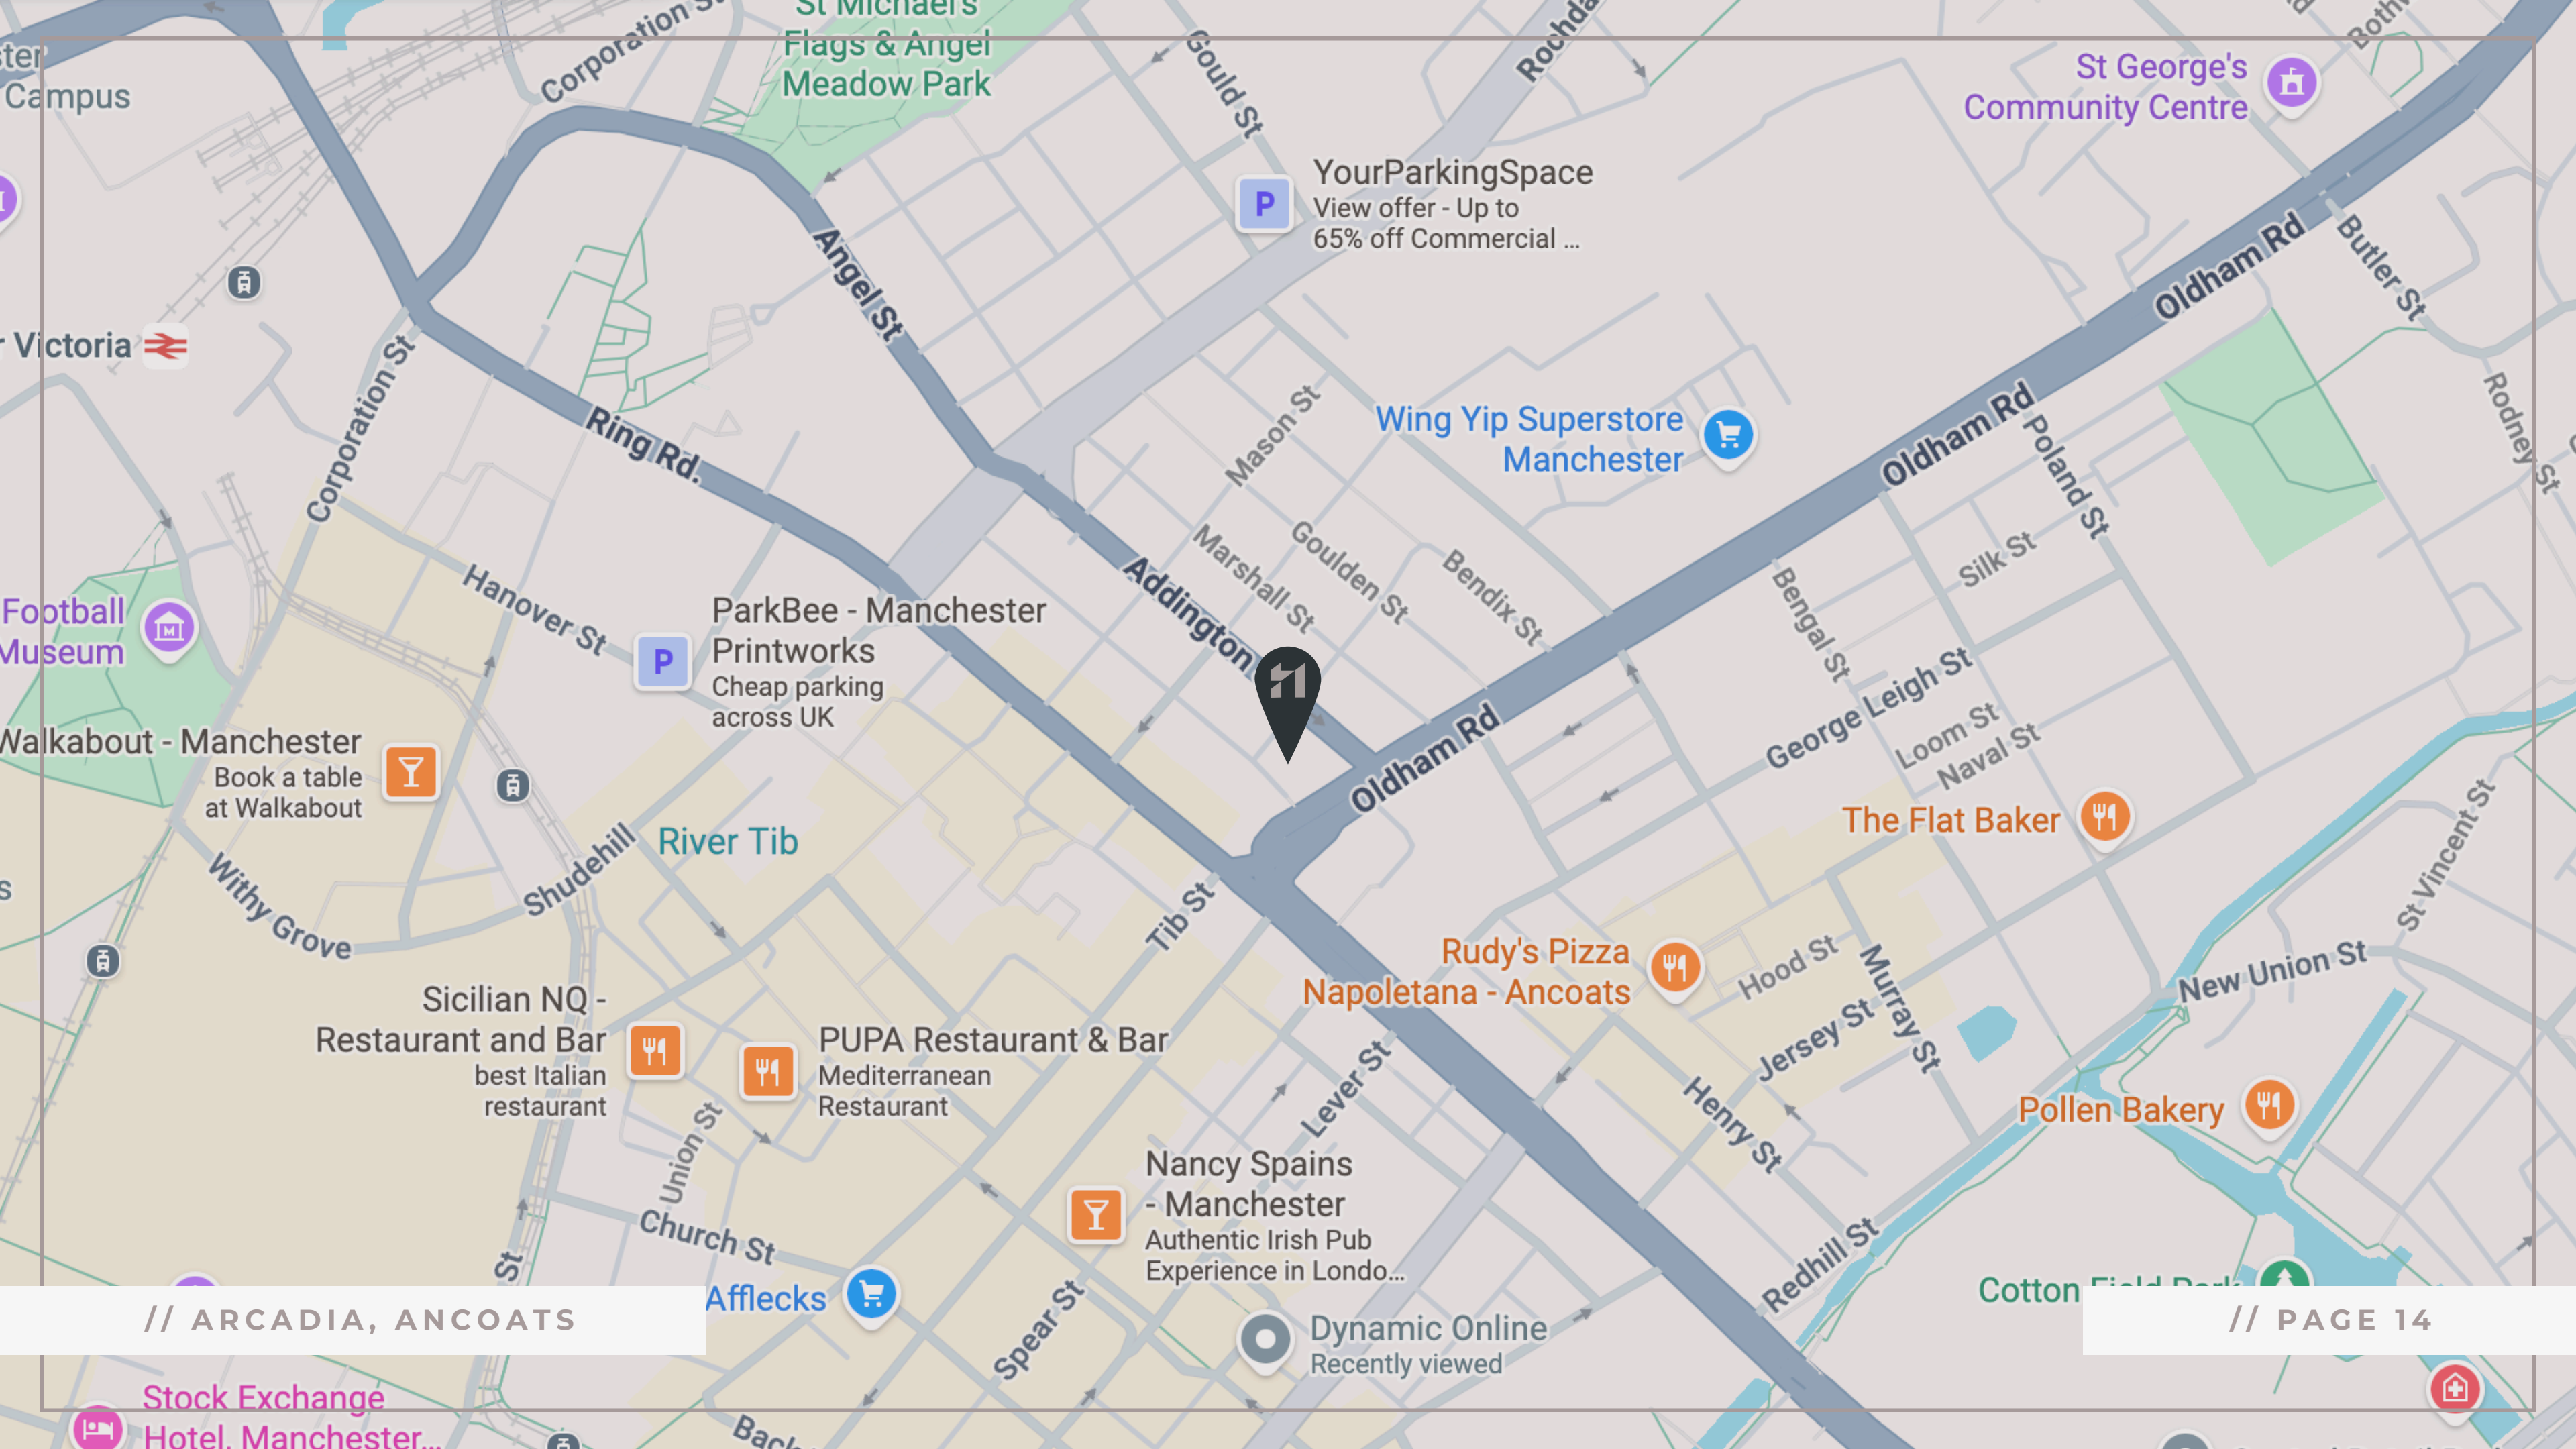 St Michael's
Flags & Angel
Meadow Park
Corporation St
Gould St
Campus
St George's
Community Centre
YourParkingSpace
View offer - Up to
65% off Commercial ...
Angel St
Oldham Rd
Butler St
Victoria
Corporation St
Ring Rd.
Mason St
Wing Yip Superstore
Manchester
Oldham Rd
Poland St
Rodney St
Silk St
Marshall St
Goulden St
Bendix St
Bengal St
Addington
Hanover St
ParkBee - Manchester
Printworks
Cheap parking
across UK
Football
Museum
George Leigh St
Loom St
Naval St
Walkabout - Manchester
Book a table
at Walkabout
Oldham Rd
River Tib
Shudehill
Withy Grove
The Flat Baker
St Vincent St
Tib St
Rudy's Pizza
Napoletana - Ancoats
Hood St
Murray St
New Union St
Jersey St
Sicilian NQ -
Restaurant and Bar
best Italian
restaurant
PUPA Restaurant & Bar
Mediterranean
Restaurant
Lever St
Henry St
Pollen Bakery
Union St
Nancy Spains
- Manchester
Authentic Irish Pub
Experience in Londo...
Church St
St
Redhill St
Cotton Field Park
Afflecks
Spear St
Dynamic Online
Recently viewed
// ARCADIA, ANCOATS
// PAGE 14
Stock Exchange
Hotel, Manchester...